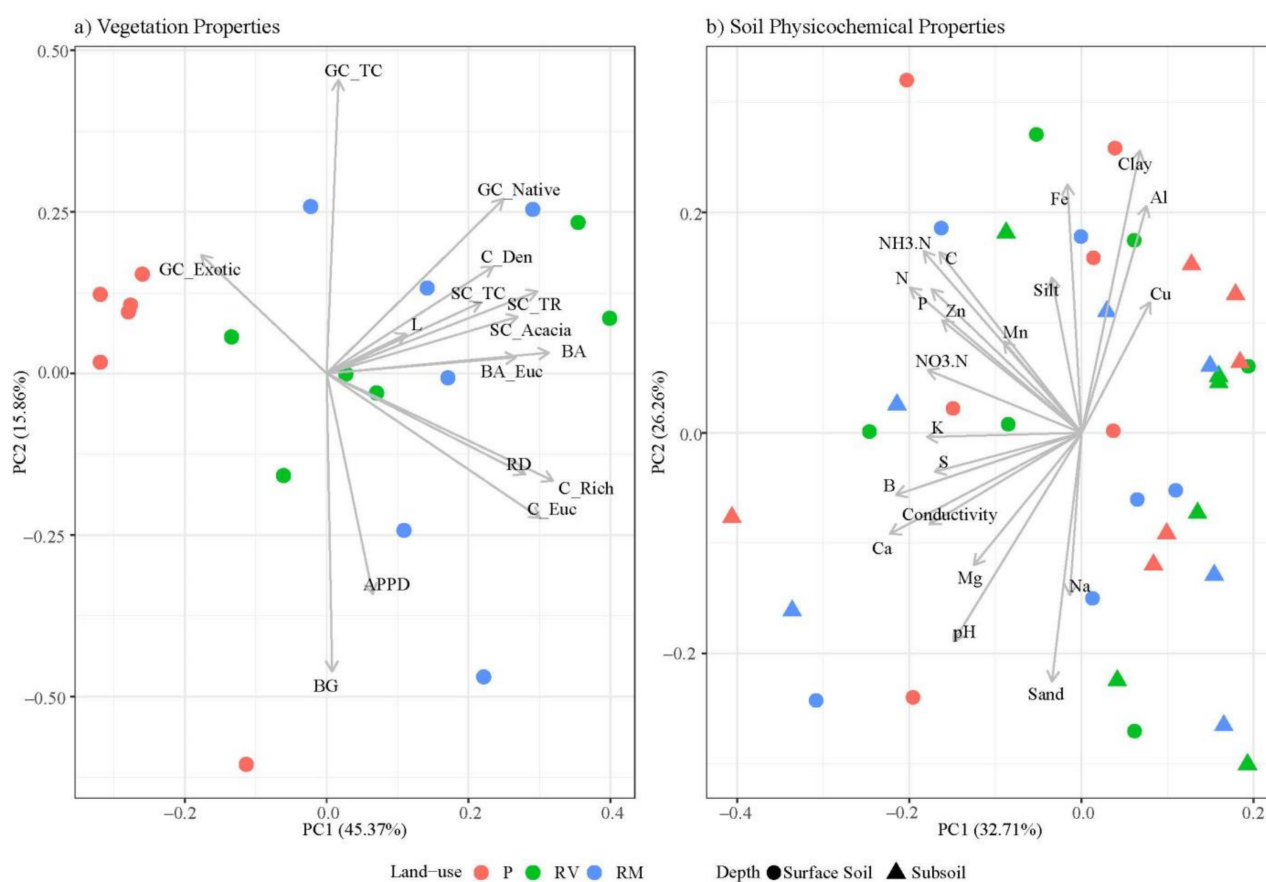 a) Vegetation Properties
0.50
0.25
0.00
−0.25
−0.50
PC2 (15.86%)
GC_TC
GC_Native
GC_Exotic
C_Den
SC_TC
SC_TR
L
SC_Acacia
BA
BA_Euc
RD
C_Rich
C_Euc
APPD
BG
−0.2
0.0
0.2
0.4
PC1 (45.37%)
b) Soil Physicochemical Properties
0.2
0.0
−0.2
PC2 (26.26%)
Clay
Fe
Al
NH3.N
C
N
Silt
Cu
P
Zn
Mn
NO3.N
K
S
B
Conductivity
Ca
Mg
Na
pH
Sand
−0.4
−0.2
0.0
0.2
PC1 (32.71%)
Land−use P RV RM Depth Surface Soil Subsoil